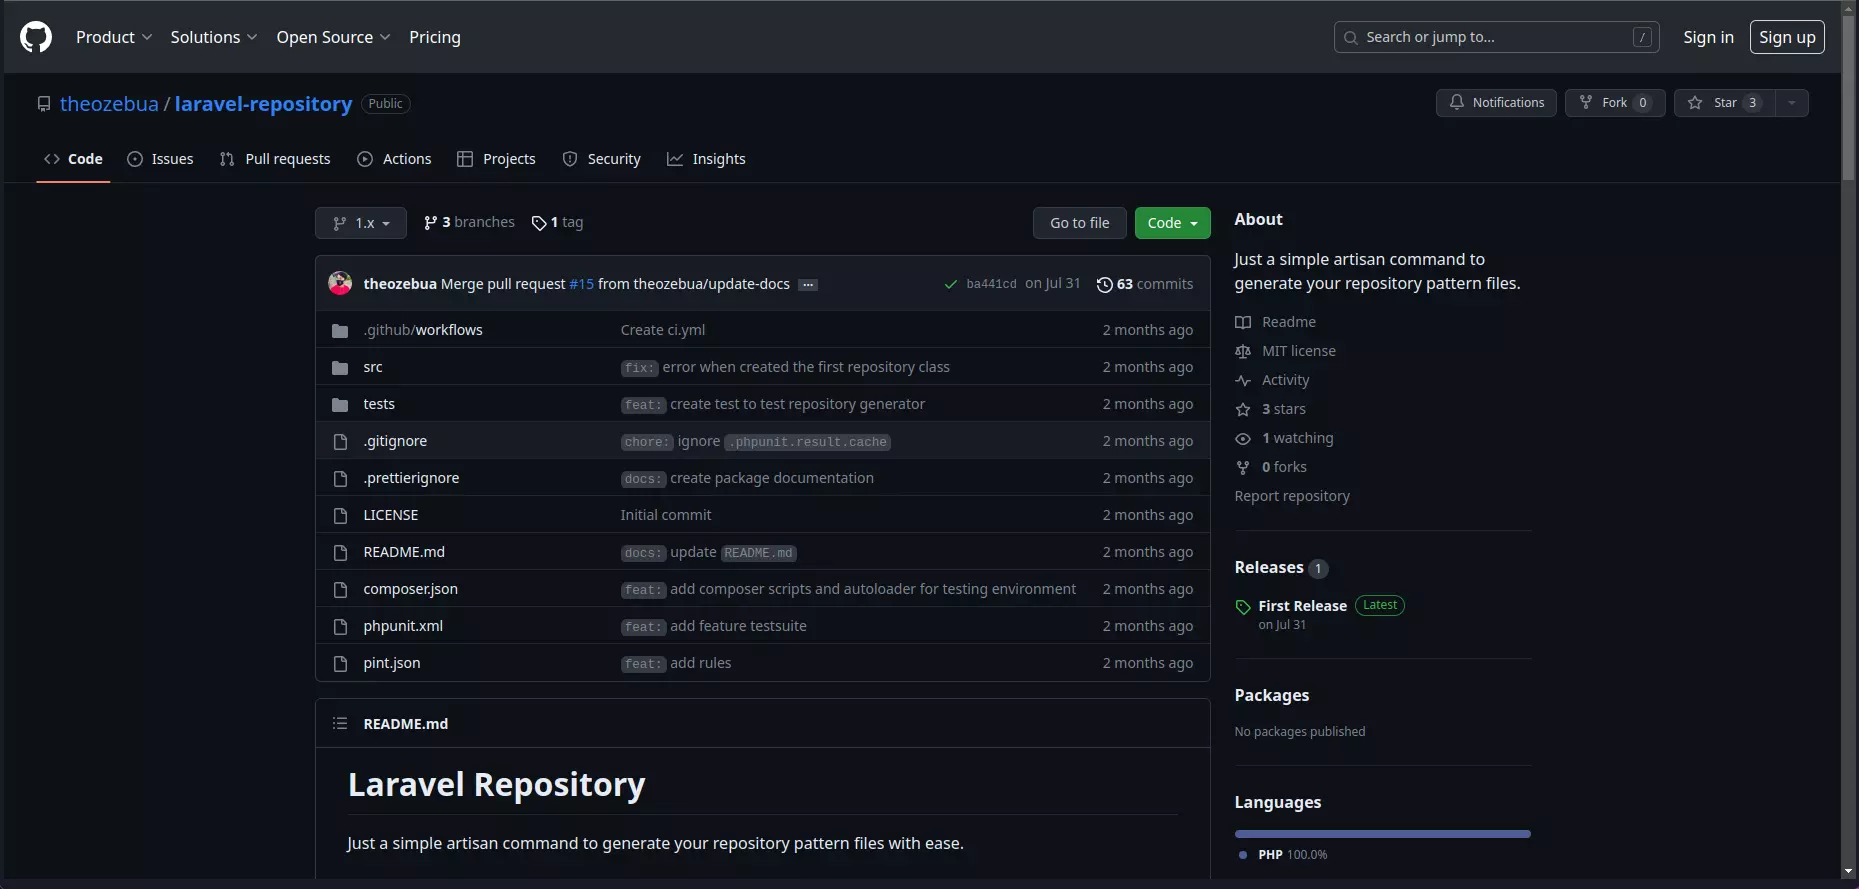 Product Solutions Open Source Pricing Search or jump to... / Sign in Sign up
theozebua / laravel-repository Public Notifications Fork 0 Star 3
Code Issues Pull requests Actions Projects Security Insights
1.x 3 branches 1 tag Go to file Code
theozebua Merge pull request #15 from theozebua/update-docs ... ba441cd on Jul 31 63 commits
.github/workflows Create ci.yml 2 months ago
src fix: error when created the first repository class 2 months ago
tests feat: create test to test repository generator 2 months ago
.gitignore chore: ignore .phpunit.result.cache 2 months ago
.prettierignore docs: create package documentation 2 months ago
LICENSE Initial commit 2 months ago
README.md docs: update README.md 2 months ago
composer.json feat: add composer scripts and autoloader for testing environment 2 months ago
phpunit.xml feat: add feature testsuite 2 months ago
pint.json feat: add rules 2 months ago
README.md
Laravel Repository
Just a simple artisan command to generate your repository pattern files with ease.
About
Just a simple artisan command to
generate your repository pattern files.
Readme
MIT license
Activity
3 stars
1 watching
0 forks
Report repository
Releases 1
First Release Latest
on Jul 31
Packages
No packages published
Languages
PHP 100.0%